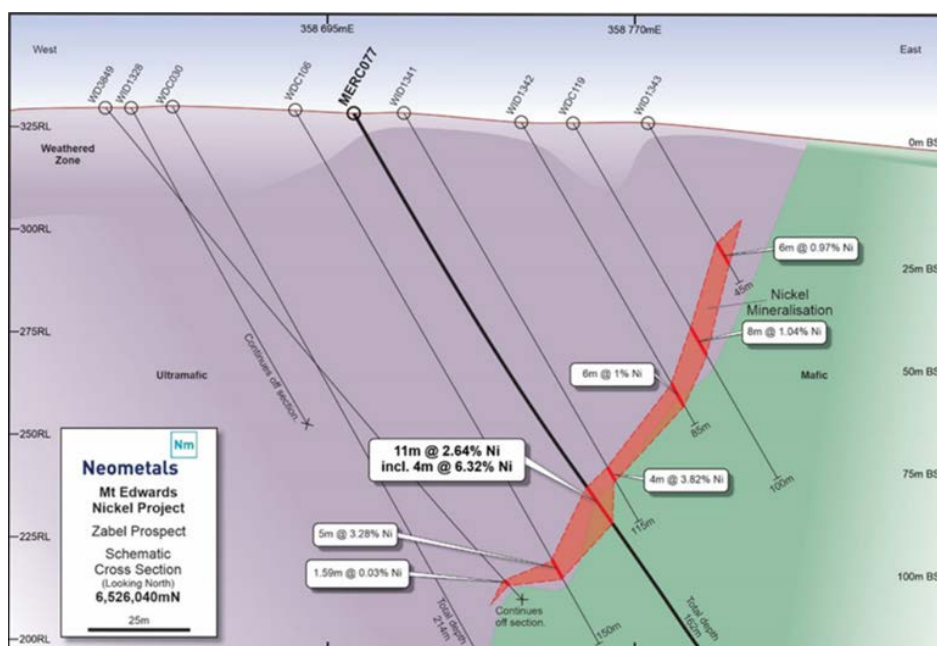 358 695mE
358 770mE
West
East
WD3849
WID1328
WDC030
WDC106
MERC077
WID1341
WID1342
WDC119
WID1343
325RL
0m BS
Weathered
Zone
300RL
6m @ 0.97% Ni
25m BS
45m
Nickel
Mineralisation
275RL
8m @ 1.04% Ni
Continues off section.
6m @ 1% Ni
50m BS
Ultramafic
Mafic
85m
250RL
11m @ 2.64% Ni
incl. 4m @ 6.32% Ni
4m @ 3.82% Ni
75m BS
100m
115m
225RL
5m @ 3.28% Ni
1.59m @ 0.03% Ni
100m BS
Continues
off section.
Total depth
214m
150m
Total depth
162m
200RL
Nm
Neometals
Mt Edwards
Nickel Project
Zabel Prospect
Schematic
Cross Section
(Looking North)
6,526,040mN
25m